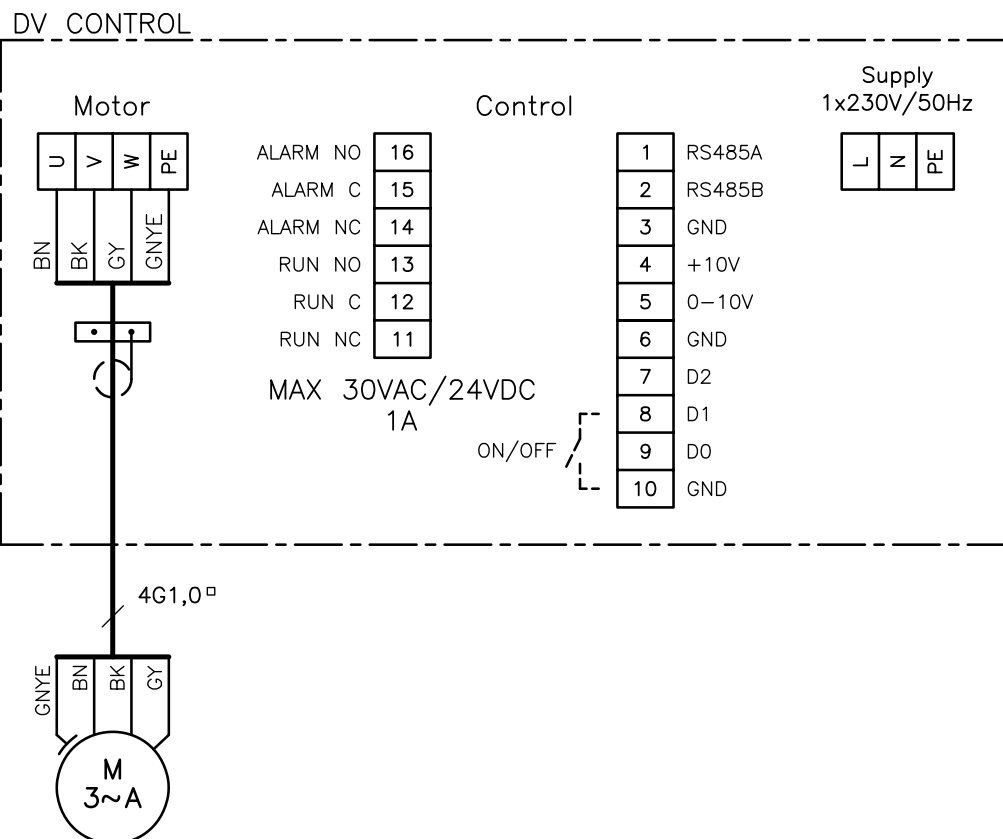 DV CONTROL
Motor
Control
Supply
1x230V/50Hz
U V W PE
L N PE
BN BK GY GNYE
ALARM NO 16
ALARM C 15
ALARM NC 14
RUN NO 13
RUN C 12
RUN NC 11
MAX 30VAC/24VDC
1A
1 RS485A
2 RS485B
3 GND
4 +10V
5 0-10V
6 GND
7 D2
8 D1
9 D0
10 GND
ON/OFF
4G1,0▫
GNYE BN BK GY
M
3~A